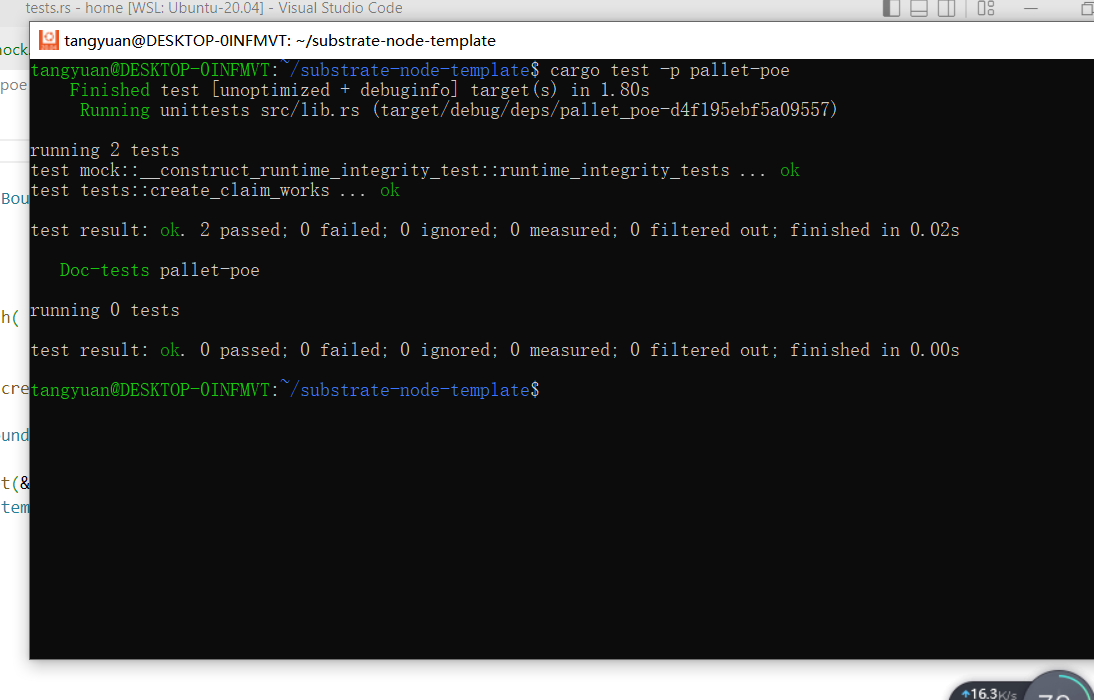 tests.rs - home [WSL: Ubuntu-20.04] - Visual Studio Code
tangyuan@DESKTOP-0INFMVT: ~/substrate-node-template
tangyuan@DESKTOP-0INFMVT:~/substrate-node-template$ cargo test -p pallet-poe
Finished test [unoptimized + debuginfo] target(s) in 1.80s
Running unittests src/lib.rs (target/debug/deps/pallet_poe-d4f195ebf5a09557)
running 2 tests
test mock::__construct_runtime_integrity_test::runtime_integrity_tests ... ok
test tests::create_claim_works ... ok
test result: ok. 2 passed; 0 failed; 0 ignored; 0 measured; 0 filtered out; finished in 0.02s
Doc-tests pallet-poe
running 0 tests
test result: ok. 0 passed; 0 failed; 0 ignored; 0 measured; 0 filtered out; finished in 0.00s
tangyuan@DESKTOP-0INFMVT:~/substrate-node-template$
ock
poe
Bou
h(
cre
und
t(&
tem
16.3K/s